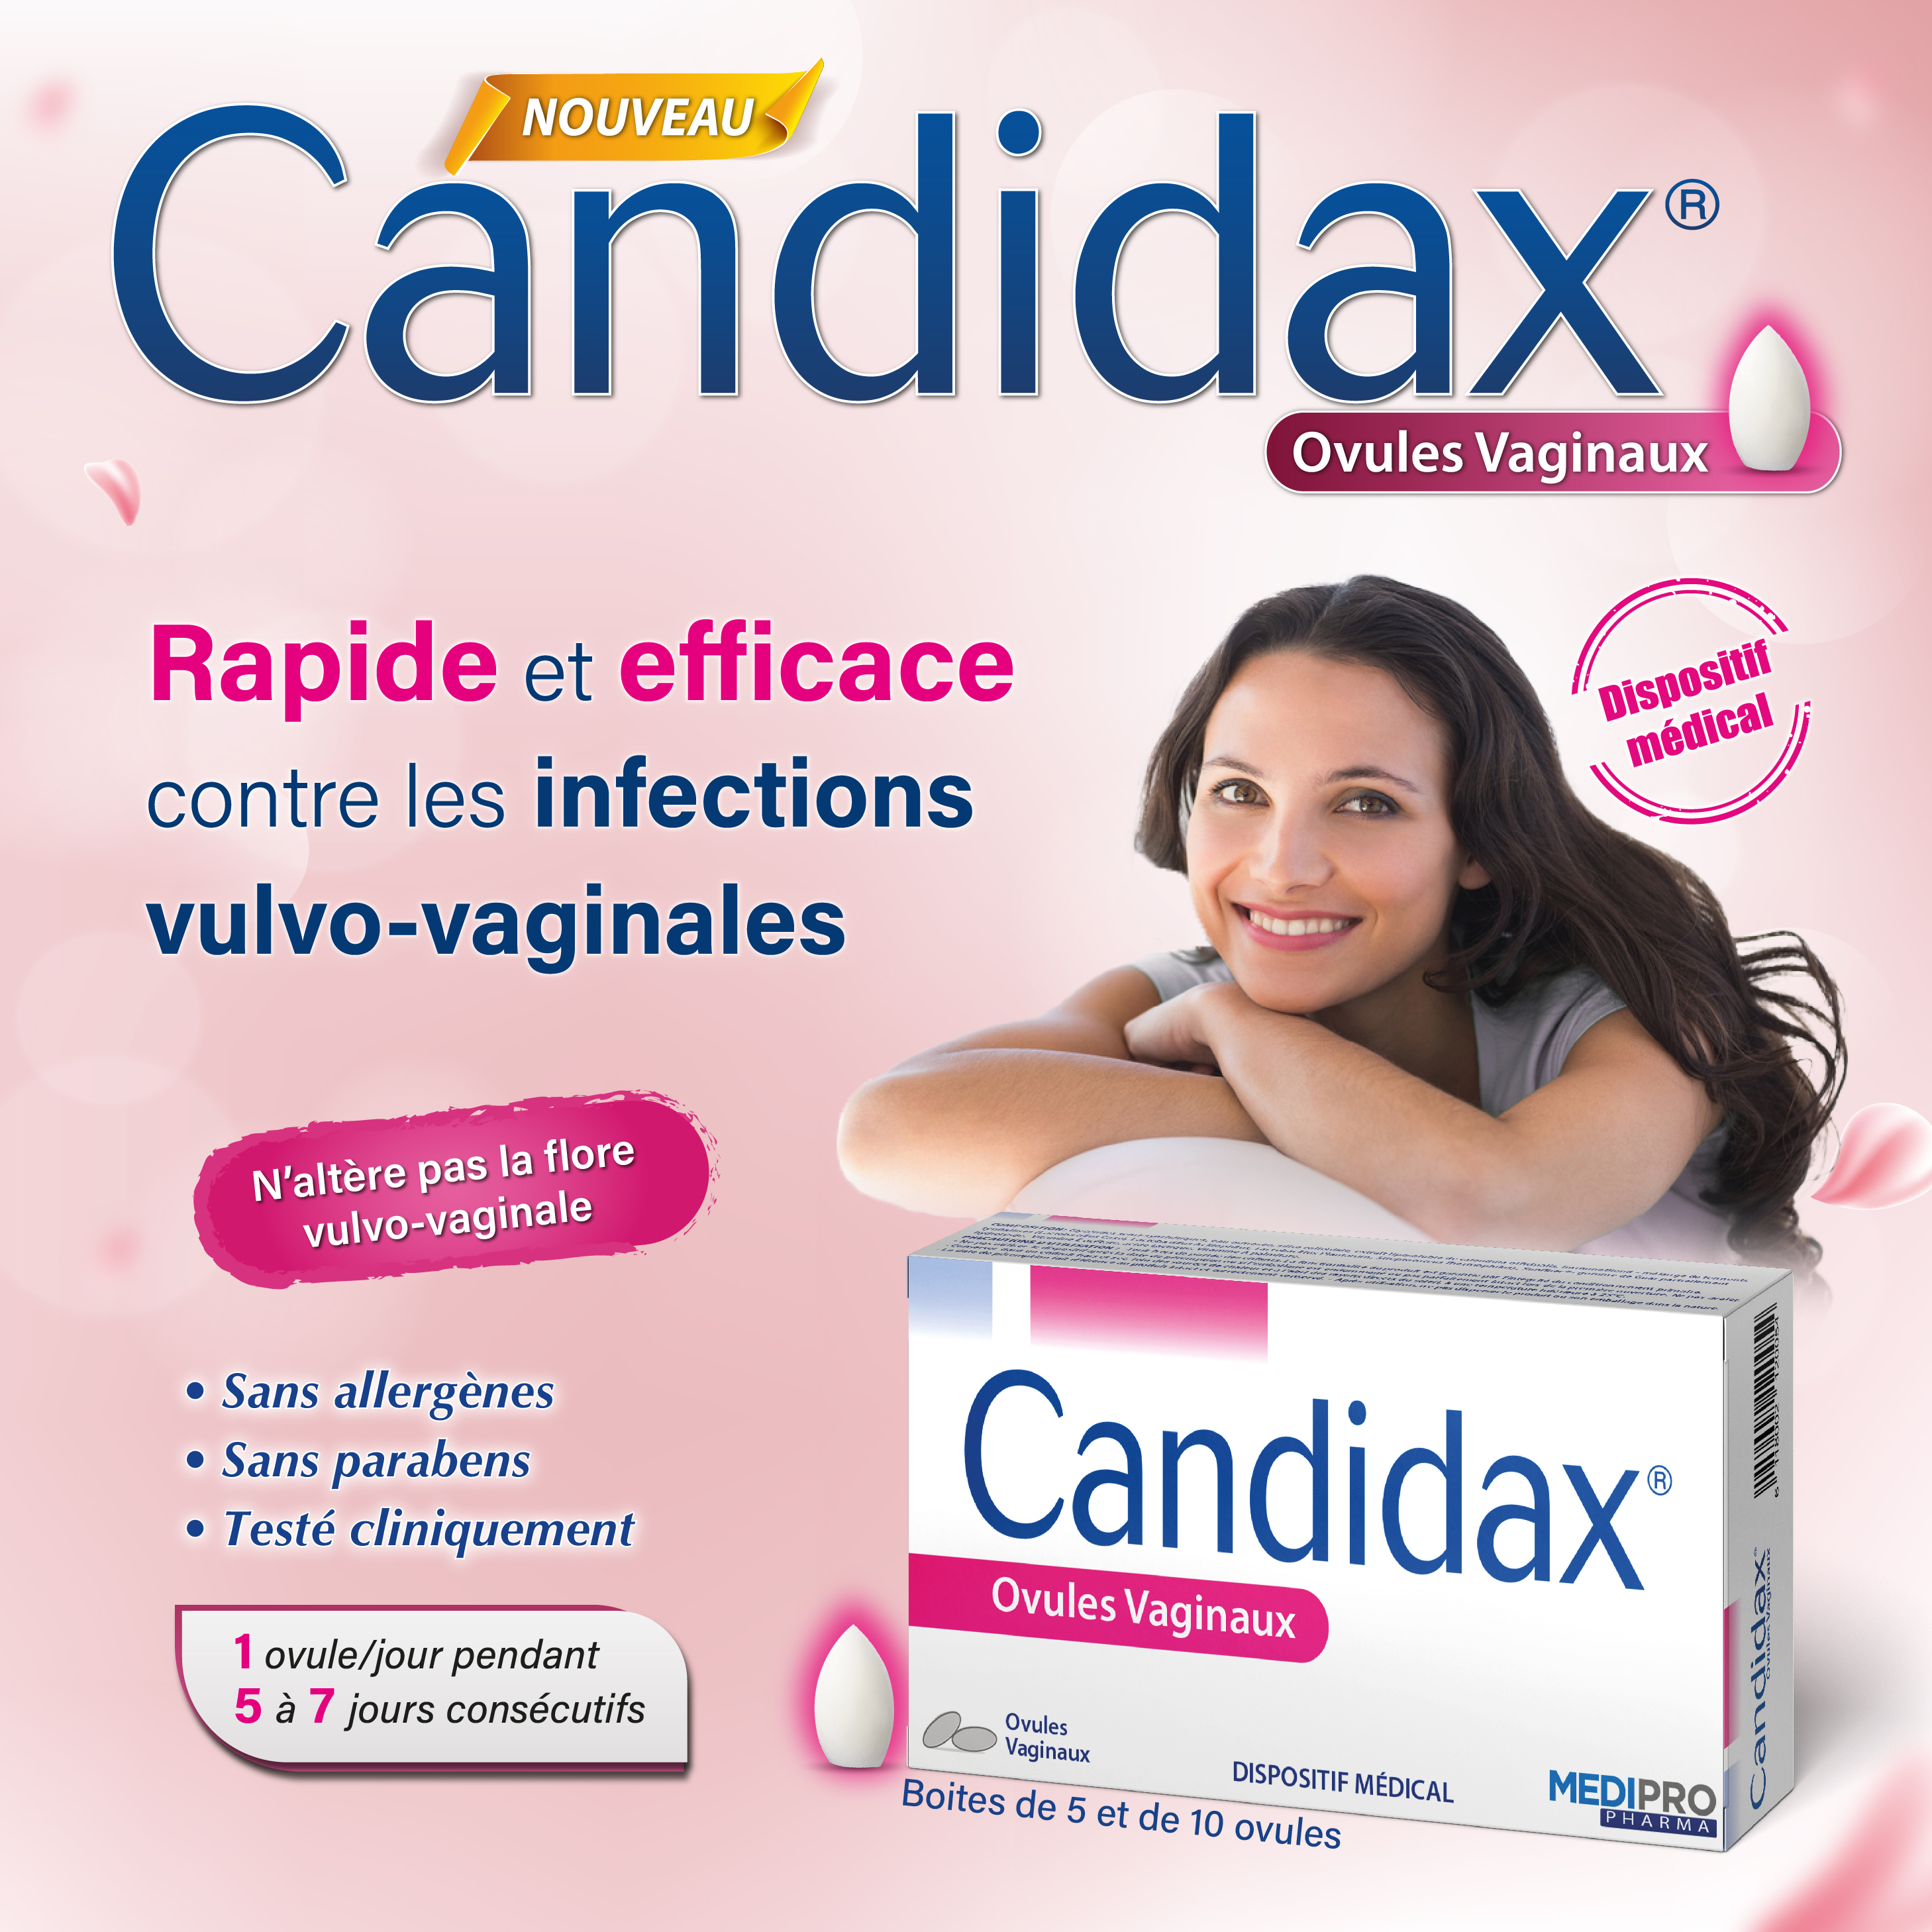 NOUVEAU
Candidax®
Ovules Vaginaux
Rapide et efficace
contre les infections
vulvo-vaginales
Dispositif
médical
N'altère pas la flore
vulvo-vaginale
• Sans allergènes
• Sans parabens
• Testé cliniquement
1 ovule/jour pendant
5 à 7 jours consécutifs
Candidax®
Ovules Vaginaux
Ovules
Vaginaux
DISPOSITIF MÉDICAL
MEDIPRO
PHARMA
Candidax®
Ovules Vaginaux
Boites de 5 et de 10 ovules